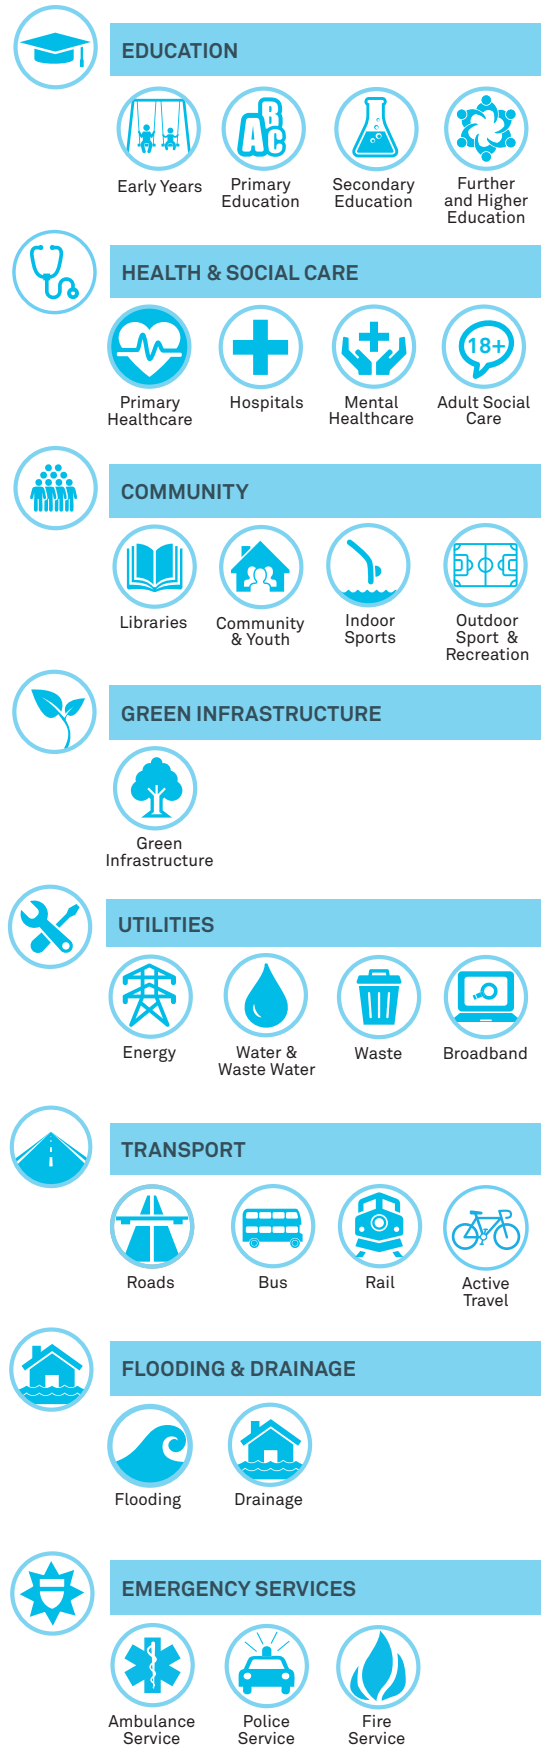 EDUCATION
Early Years
Primary
Education
Secondary
Education
Further
and Higher
Education
HEALTH & SOCIAL CARE
Primary
Healthcare
Hospitals
Mental
Healthcare
18+
Adult Social
Care
COMMUNITY
Libraries
Community
& Youth
Indoor
Sports
Outdoor
Sport &
Recreation
GREEN INFRASTRUCTURE
Green
Infrastructure
UTILITIES
Energy
Water &
Waste Water
Waste
Broadband
TRANSPORT
Roads
Bus
Rail
Active
Travel
FLOODING & DRAINAGE
Flooding
Drainage
EMERGENCY SERVICES
Ambulance
Service
Police
Service
Fire
Service
ABC